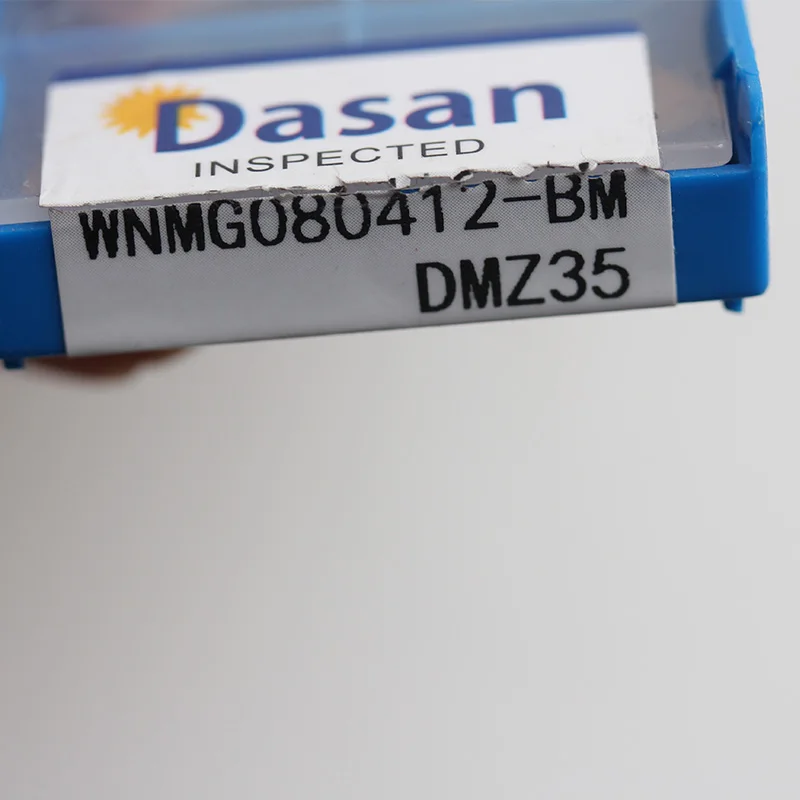 Dasan
INSPECTED
WNMG080412-BM
DMZ35